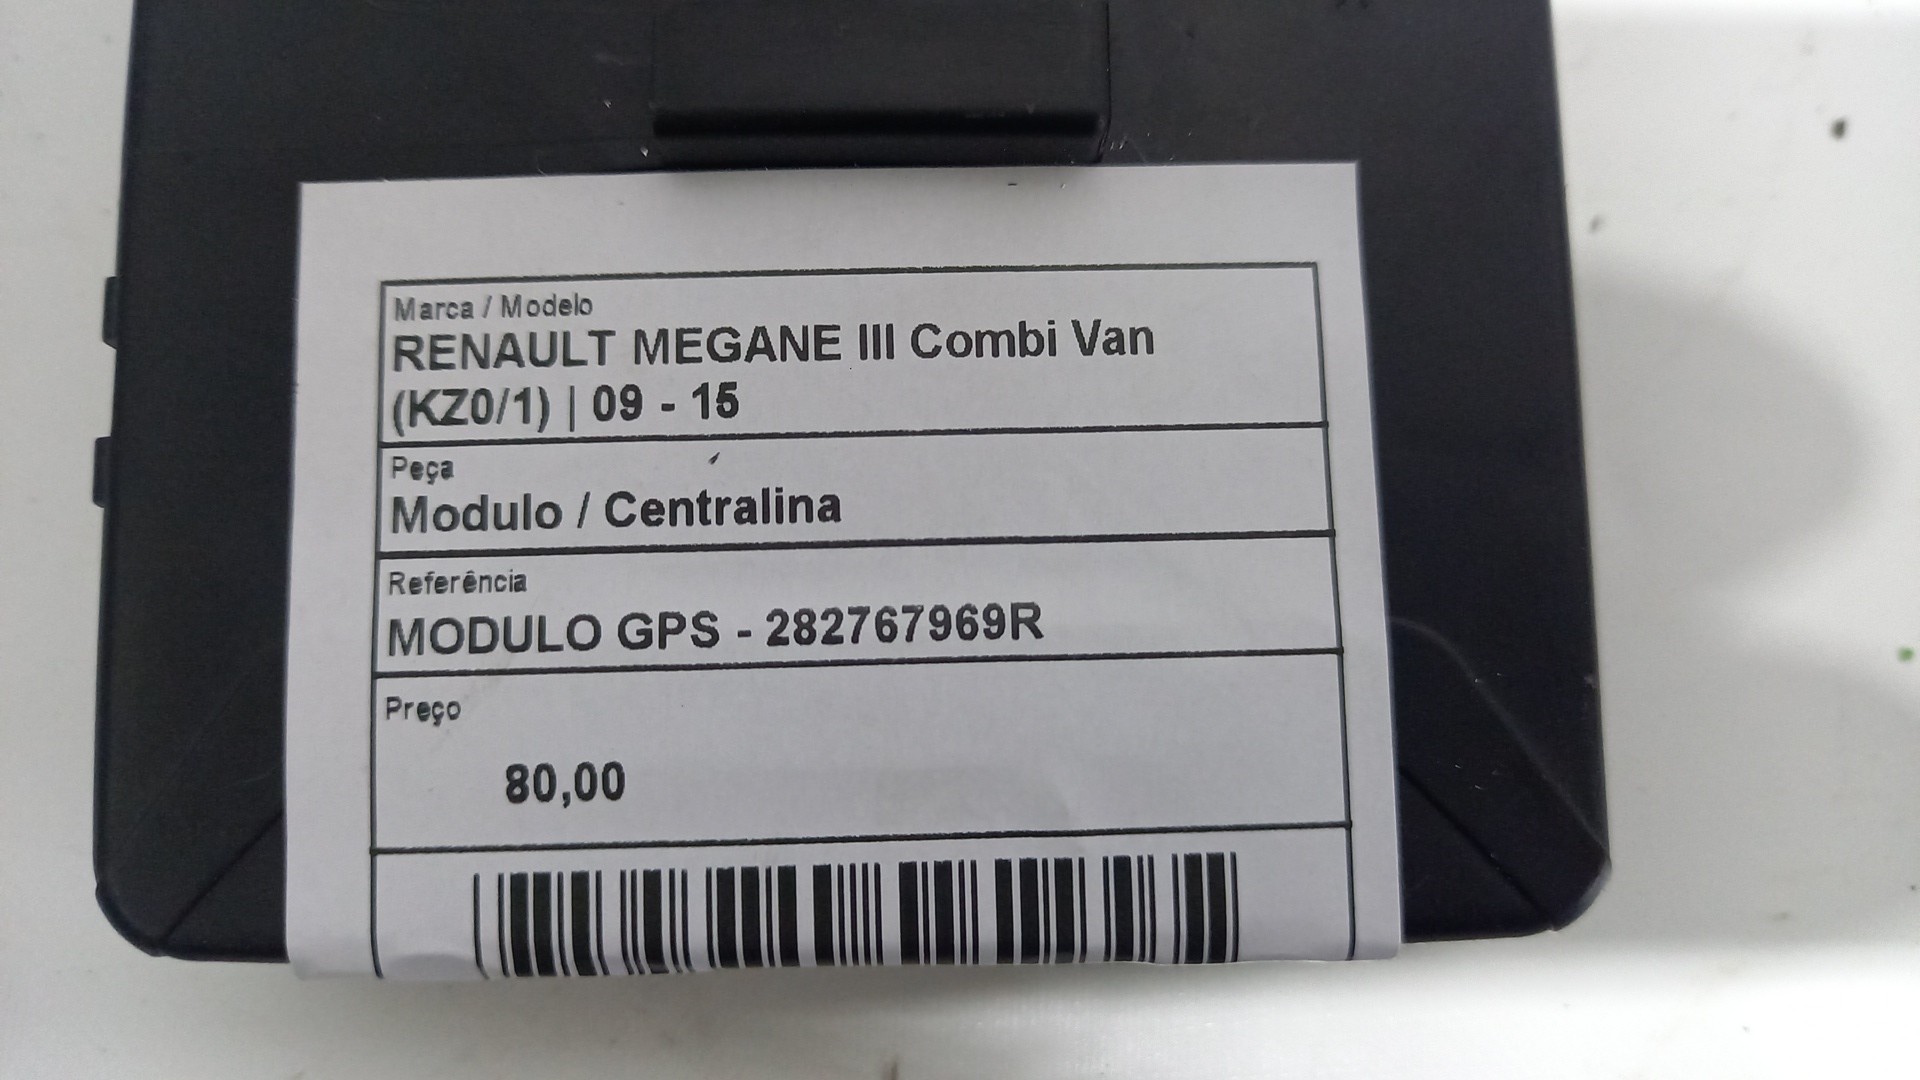 Marca / Modelo
RENAULT MEGANE III Combi Van
(KZ0/1) | 09 - 15
Peça
Modulo / Centralina
Referência
MODULO GPS - 282767969R
Preço
80,00